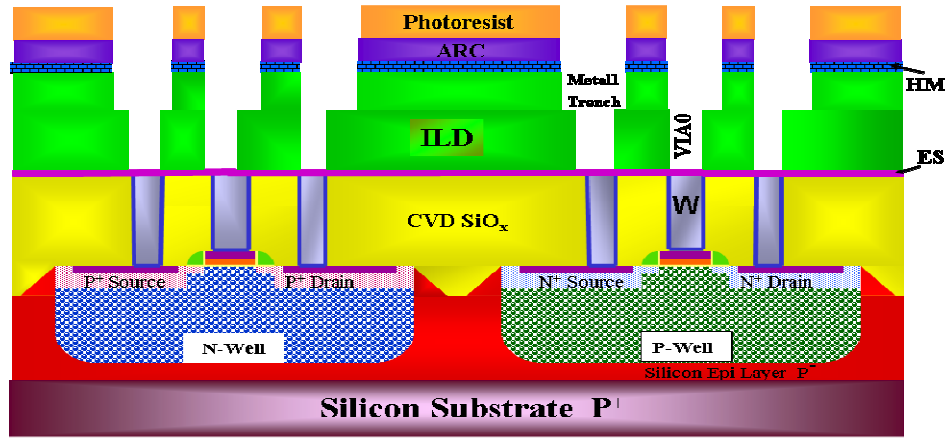 Photoresist
ARC
HM
Metal1
Trench
VIA0
ILD
ES
W
CVD SiOₓ
P⁺ Source
P⁺ Drain
N⁺ Source
N⁺ Drain
N-Well
P-Well
Silicon Epi Layer P⁻
Silicon Substrate P⁺